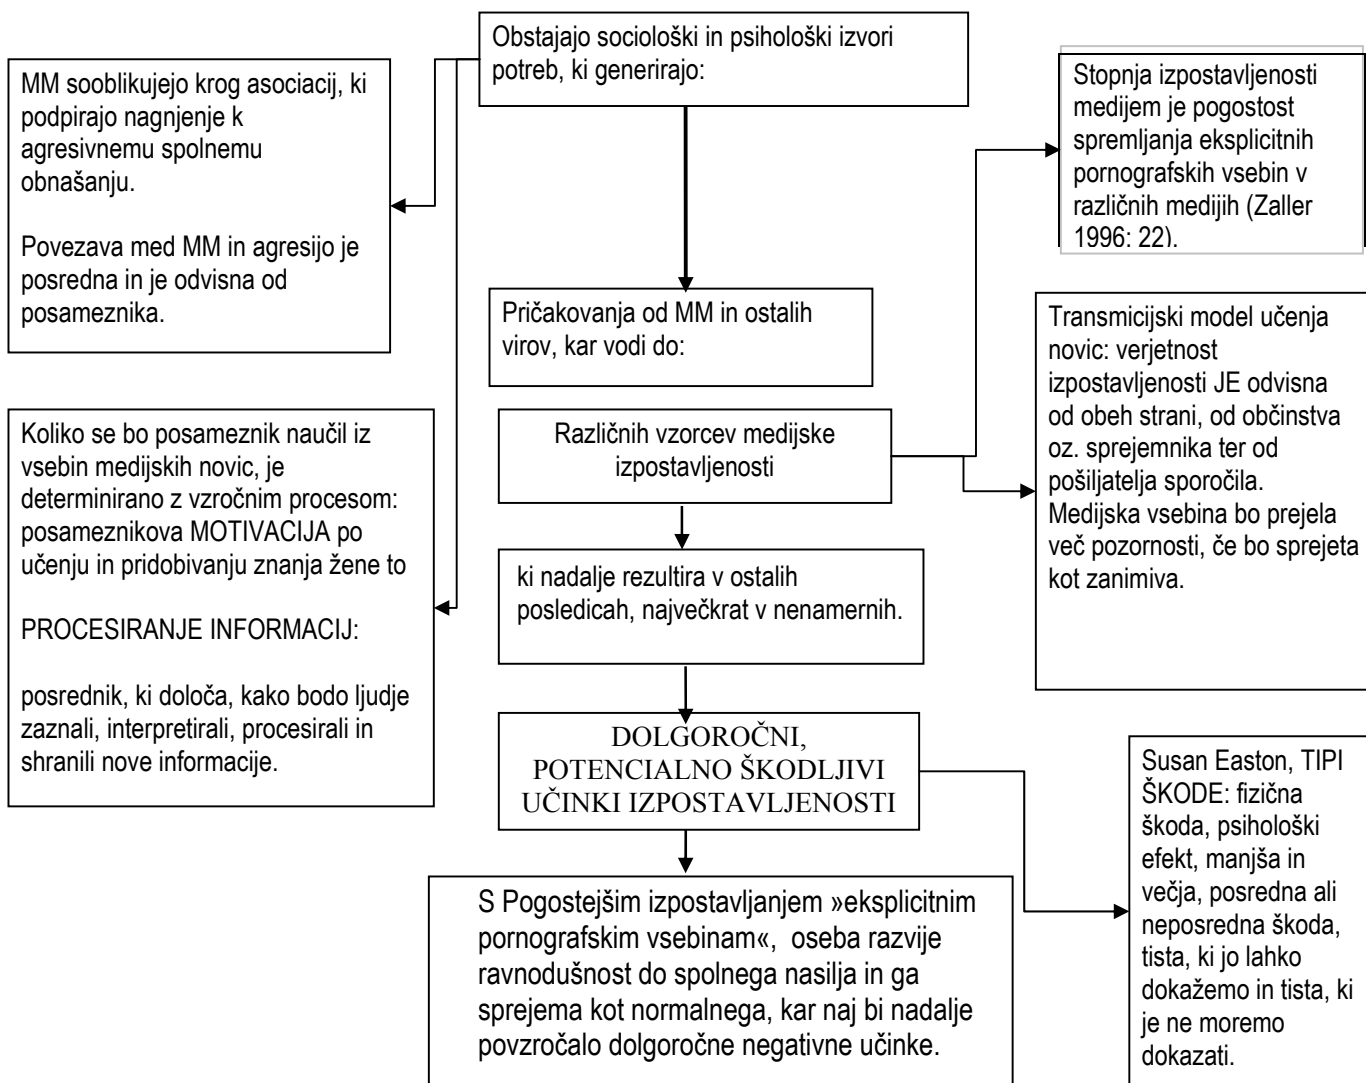 Obstajajo sociološki in psihološki izvori
potreb, ki generirajo:
MM sooblikujejo krog asociacij, ki
podpirajo nagnjenje k
agresivnemu spolnemu
obnašanju.
Povezava med MM in agresijo je
posredna in je odvisna od
posameznika.
Stopnja izpostavljenosti
medijem je pogostost
spremljanja eksplicitnih
pornografskih vsebin v
različnih medijih (Zaller
1996: 22).
Pričakovanja od MM in ostalih
virov, kar vodi do:
Transmicijski model učenja
novic: verjetnost
izpostavljenosti JE odvisna
od obeh strani, od občinstva
oz. sprejemnika ter od
pošiljatelja sporočila.
Medijska vsebina bo prejela
več pozornosti, če bo sprejeta
kot zanimiva.
Koliko se bo posameznik naučil iz
vsebin medijskih novic, je
determinirano z vzročnim procesom:
posameznikova MOTIVACIJA po
učenju in pridobivanju znanja žene to
PROCESIRANJE INFORMACIJ:
posrednik, ki določa, kako bodo ljudje
zaznali, interpretirali, procesirali in
shranili nove informacije.
Različnih vzorcev medijske
izpostavljenosti
ki nadalje rezultira v ostalih
posledicah, največkrat v nenamernih.
DOLGOROČNI,
POTENCIALNO ŠKODLJIVI
UČINKI IZPOSTAVLJENOSTI
Susan Easton, TIPI
ŠKODE: fizična
škoda, psihološki
efekt, manjša in
večja, posredna ali
neposredna škoda,
tista, ki jo lahko
dokažemo in tista, ki
je ne moremo
dokazati.
S Pogostejšim izpostavljanjem »eksplicitnim
pornografskim vsebinam«, oseba razvije
ravnodušnost do spolnega nasilja in ga
sprejema kot normalnega, kar naj bi nadalje
povzročalo dolgoročne negativne učinke.